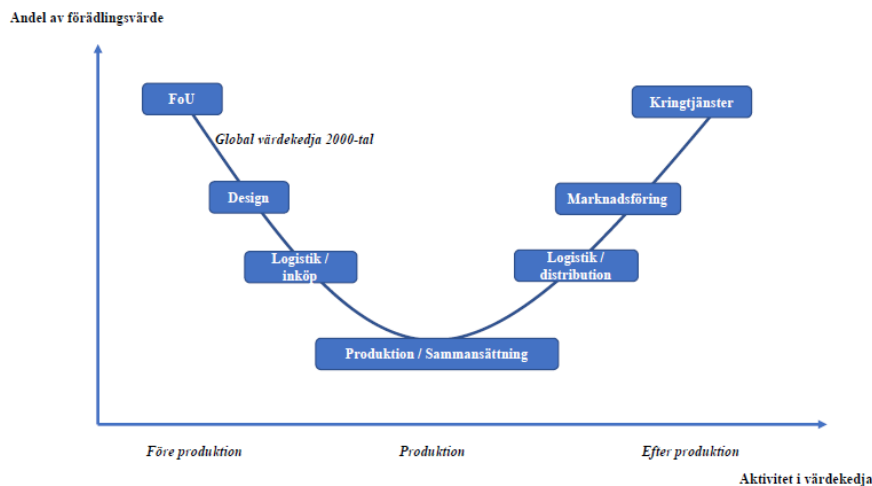 Andel av förädlingsvärde
FoU
Kringtjänster
Global värdekedja 2000-tal
Design
Marknadsföring
Logistik /
inköp
Logistik /
distribution
Produktion / Sammansättning
Före produktion
Produktion
Efter produktion
Aktivitet i värdekedja